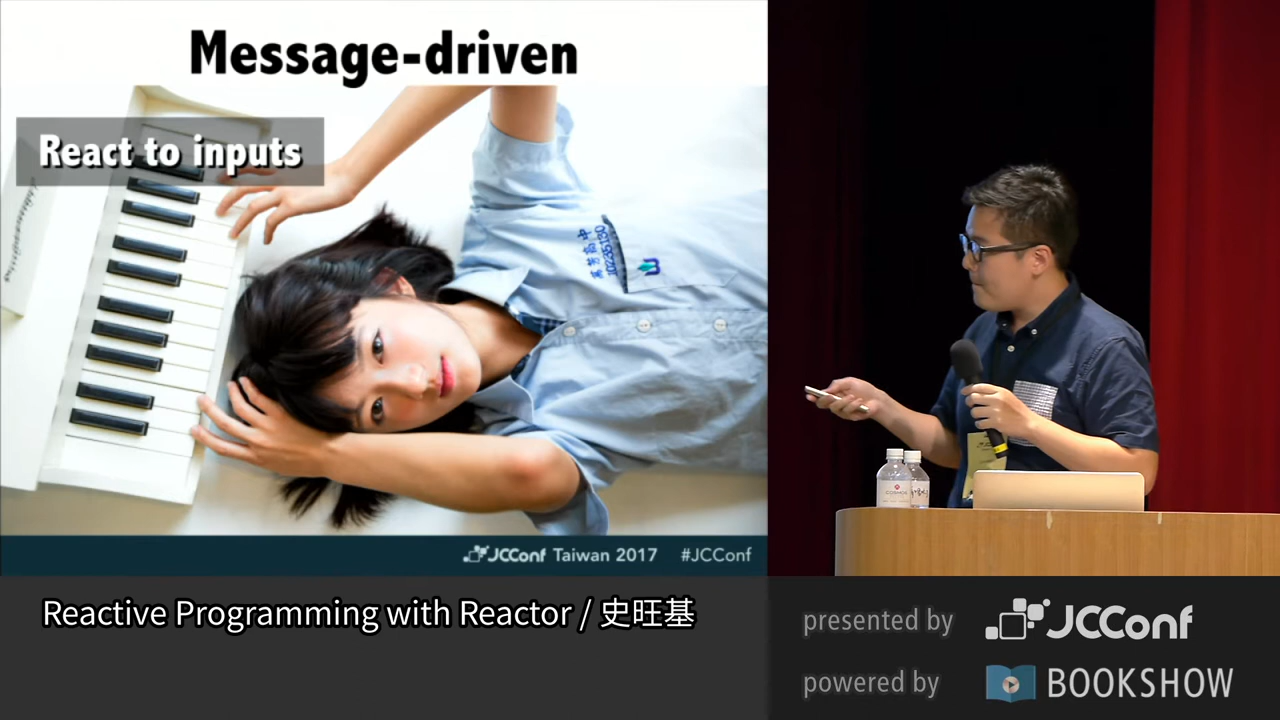 Message-driven
React to inputs
JCConf Taiwan 2017 #JCConf
Reactive Programming with Reactor / 史旺基
presented by JCConf
powered by BOOKSHOW